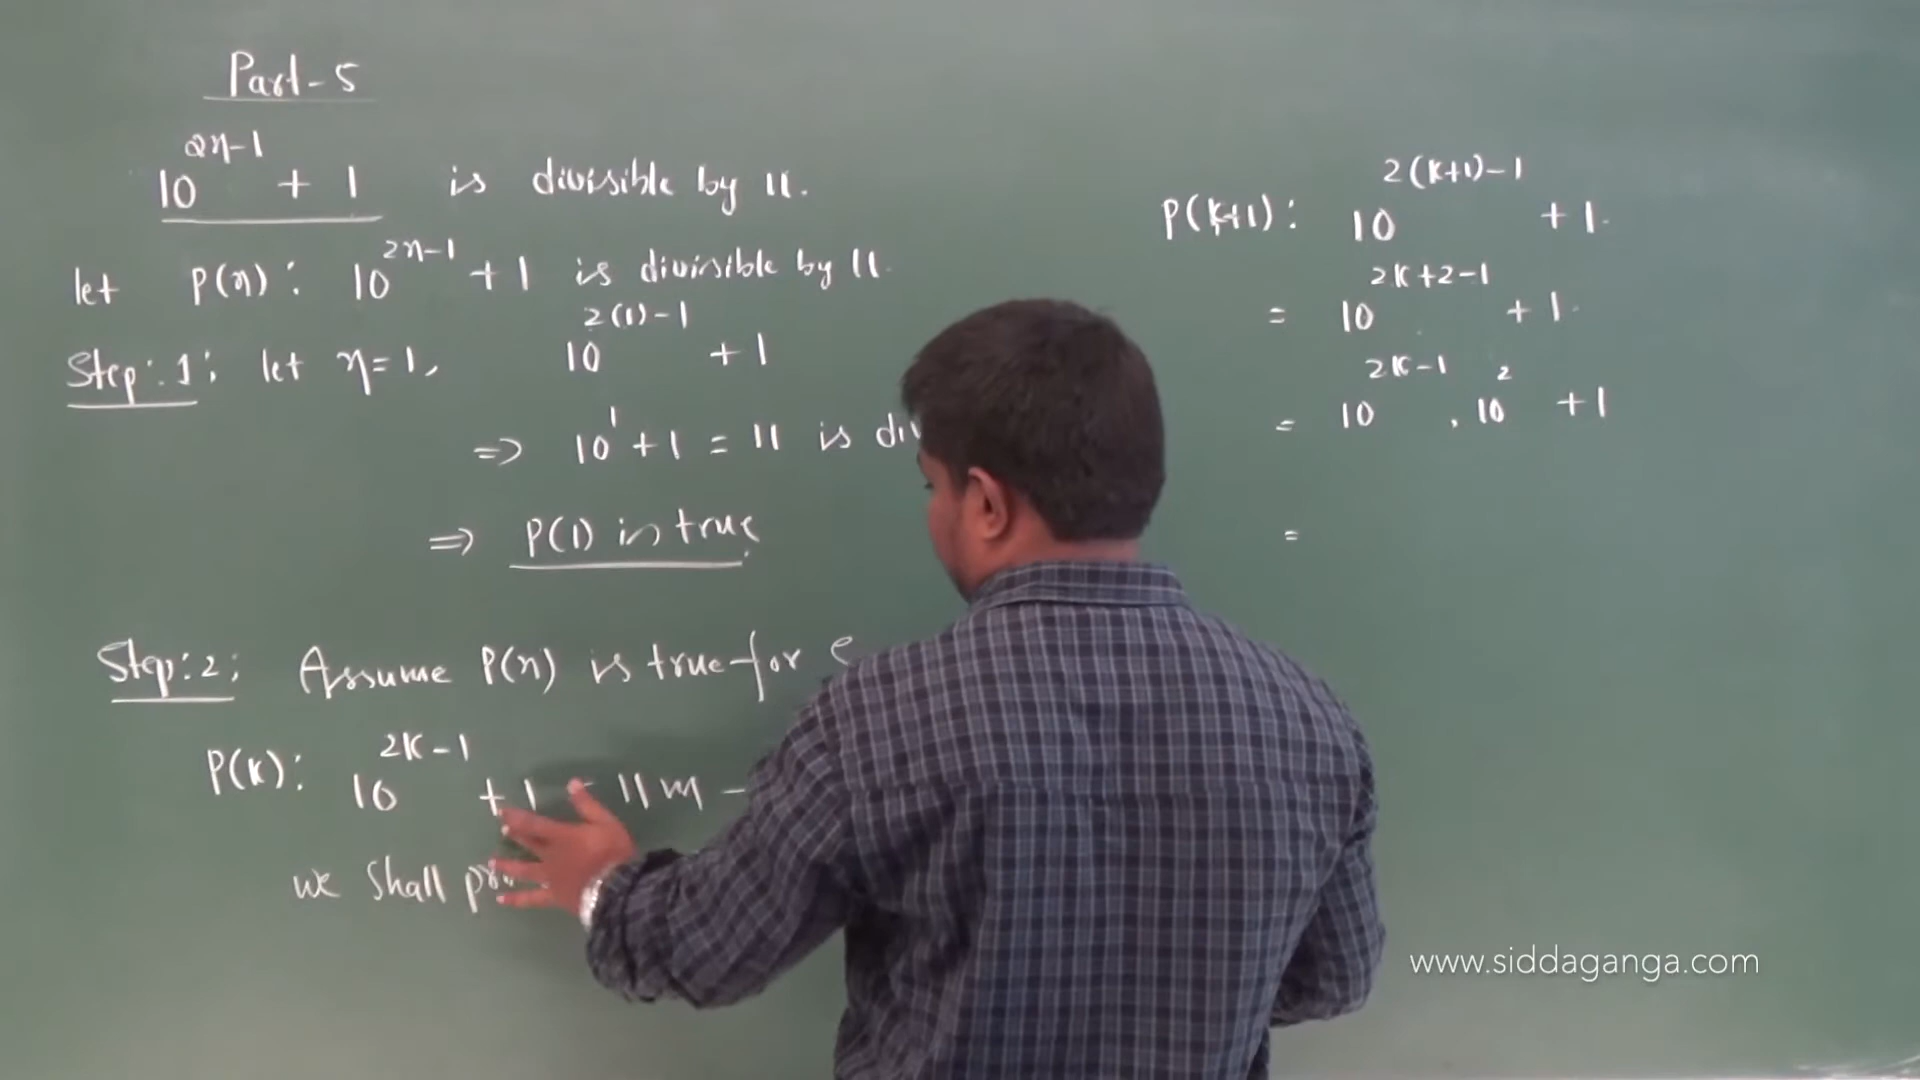 Part-5
10^{2n-1} + 1 is divisible by 11.
let P(n): 10^{2n-1} + 1 is divisible by 11.
Step:1: let n=1, 10^{2(1)-1} + 1
=> 10^1 + 1 = 11 is
=> P(1) is true
Step:2: Assume P(n) is true for
P(k): 10^{2k-1} + 1 = 11m -
we shall
P(k+1): 10^{2(k+1)-1} + 1.
= 10^{2k+2-1} + 1.
= 10^{2k-1} . 10^2 + 1
=
www.siddaganga.com